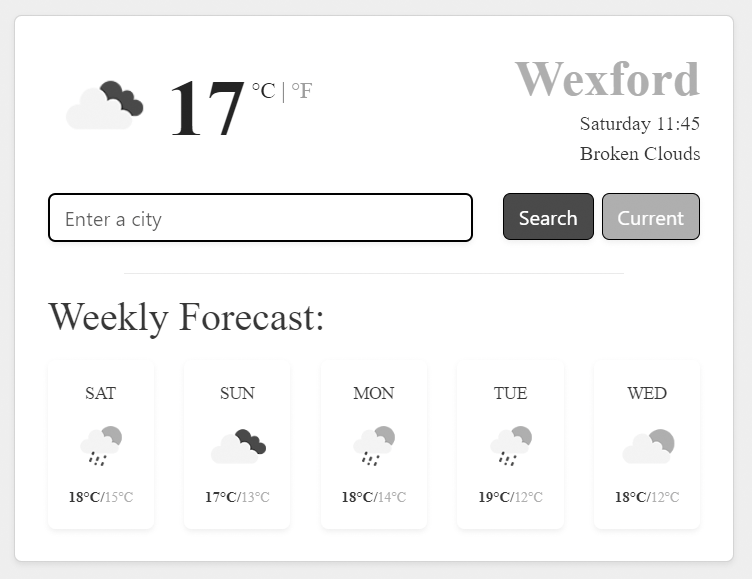 17 °C | °F
Wexford
Saturday 11:45
Broken Clouds
Enter a city
Search
Current
Weekly Forecast:
SAT
18°C/15°C
SUN
17°C/13°C
MON
18°C/14°C
TUE
19°C/12°C
WED
18°C/12°C